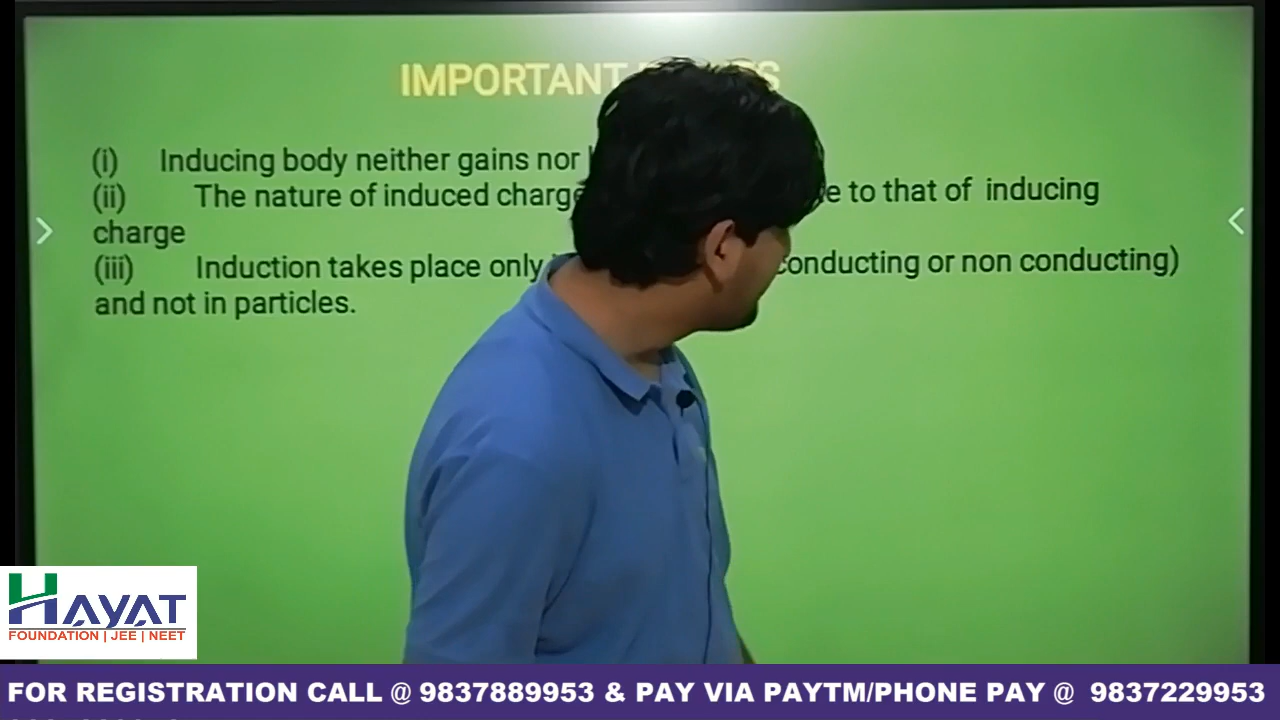 IMPORTANT
(i) Inducing body neither gains nor
(ii) The nature of induced charge to that of inducing
charge
(iii) Induction takes place only conducting or non conducting)
and not in particles.
HAYAT
FOUNDATION | JEE | NEET
FOR REGISTRATION CALL @ 9837889953 & PAY VIA PAYTM/PHONE PAY @ 9837229953